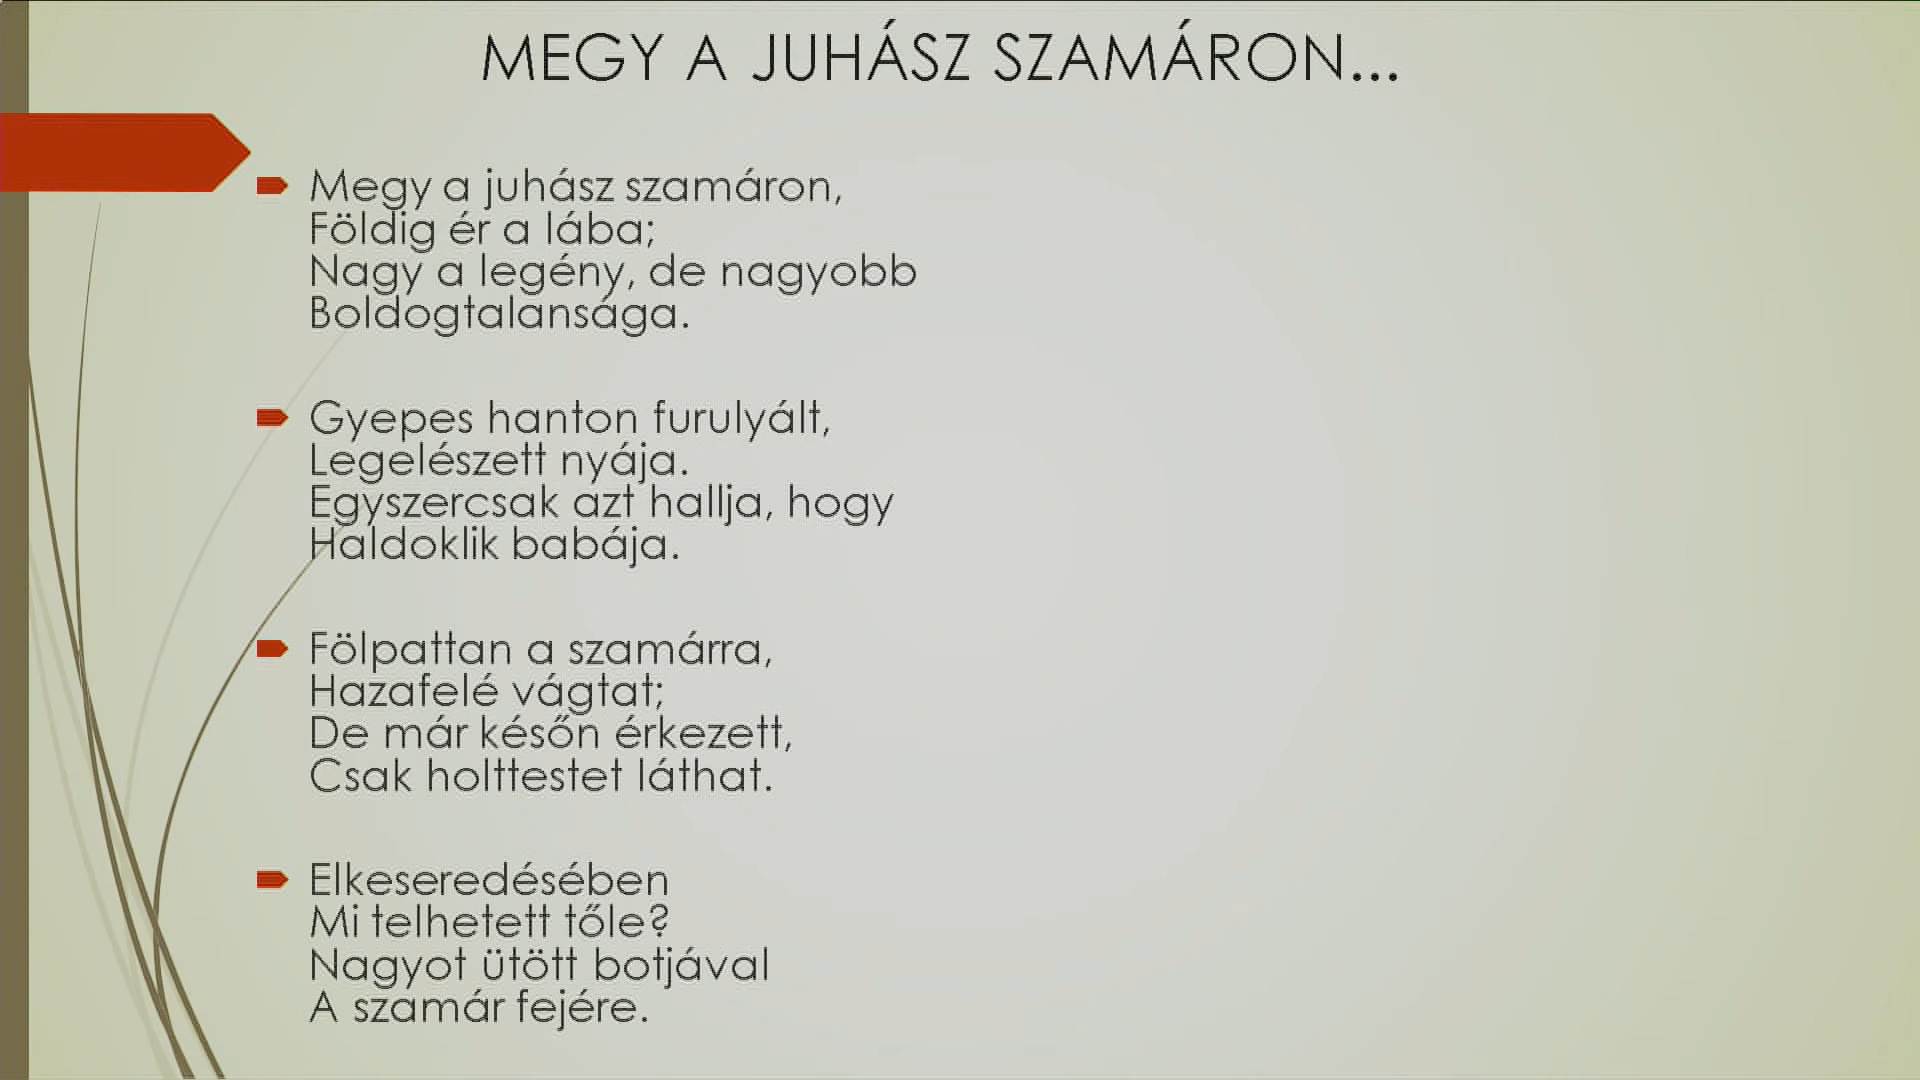 MEGY A JUHÁSZ SZAMÁRON...
Megy a juhász szamáron,
Földig ér a lába;
Nagy a legény, de nagyobb
Boldogtalansága.
Gyepes hanton furulyált,
Legelészett nyája.
Egyszercsak azt hallja, hogy
Haldoklik babája.
Fölpattan a szamárra,
Hazafelé vágtat;
De már későn érkezett,
Csak holttestet láthat.
Elkeseredésében
Mi telhetett tőle?
Nagyot ütött botjával
A szamár fejére.